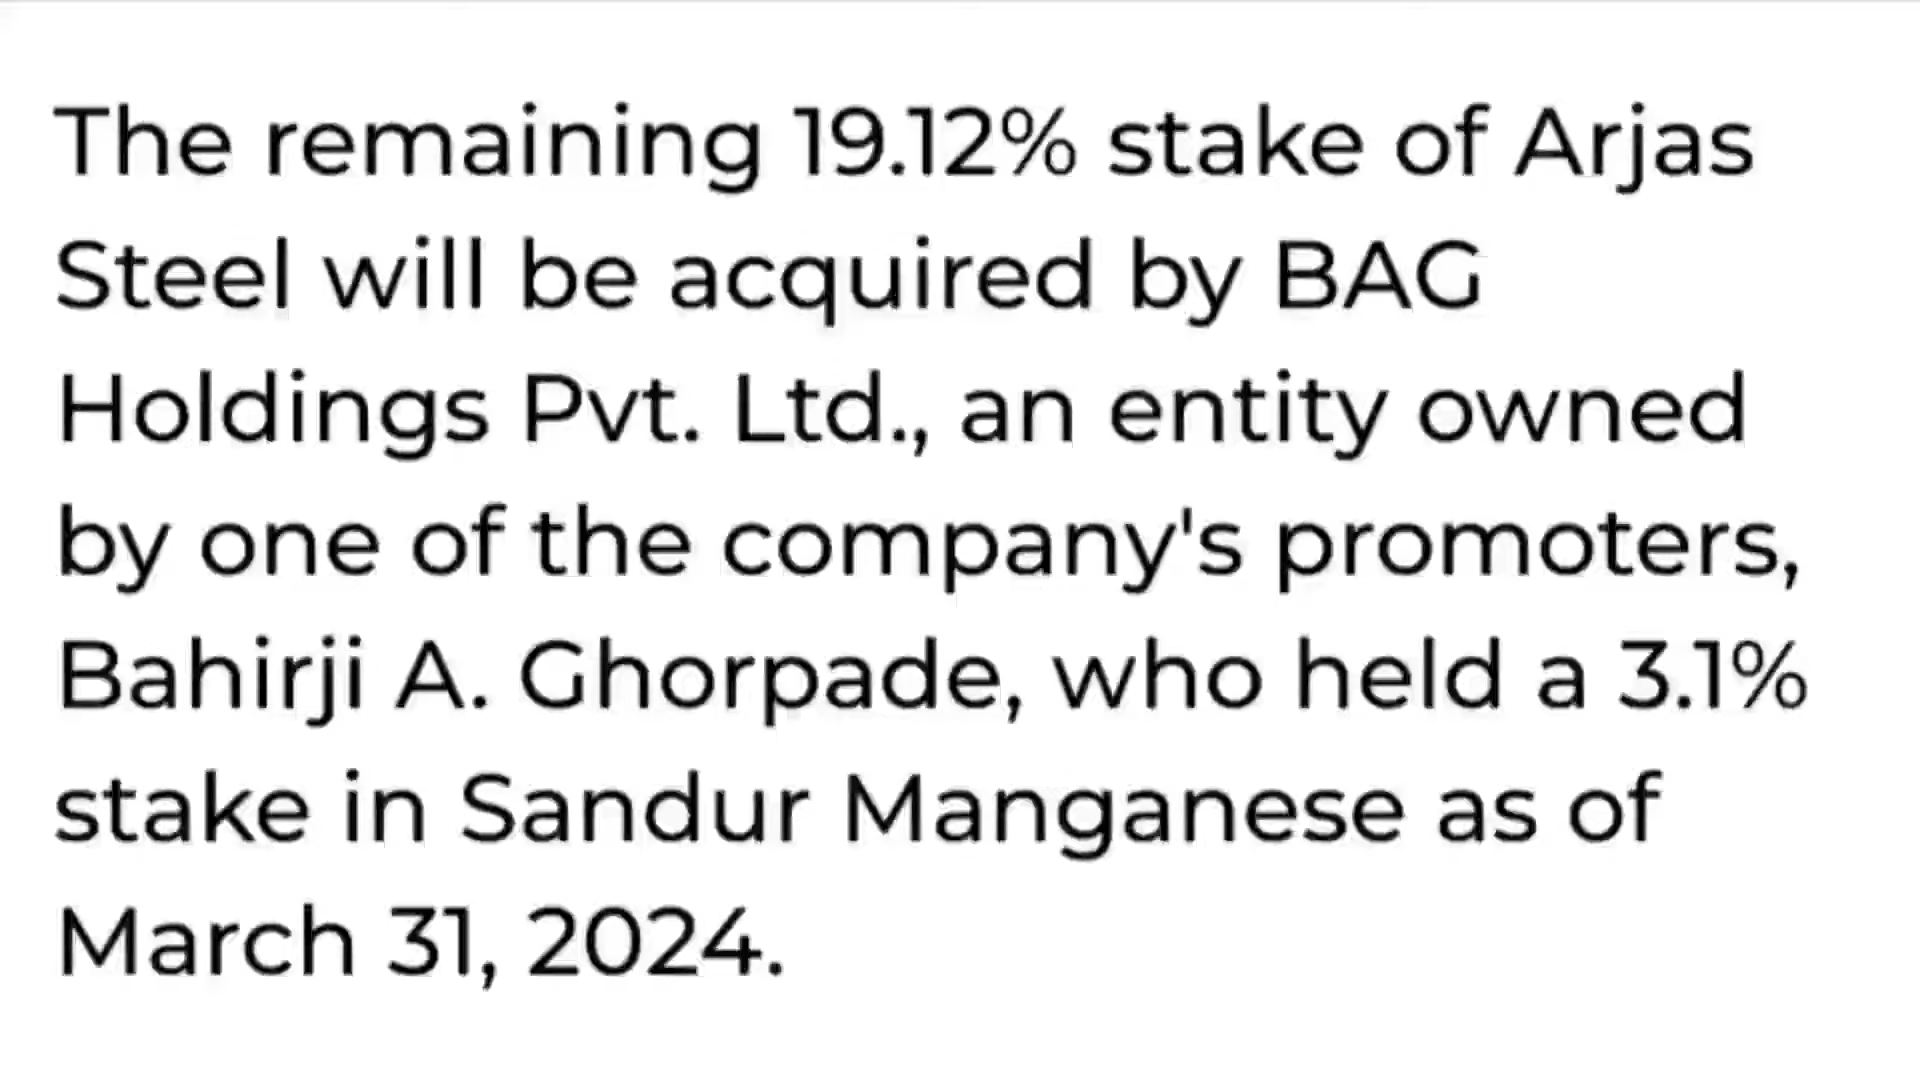 The remaining 19.12% stake of Arjas
Steel will be acquired by BAG
Holdings Pvt. Ltd., an entity owned
by one of the company's promoters,
Bahirji A. Ghorpade, who held a 3.1%
stake in Sandur Manganese as of
March 31, 2024.